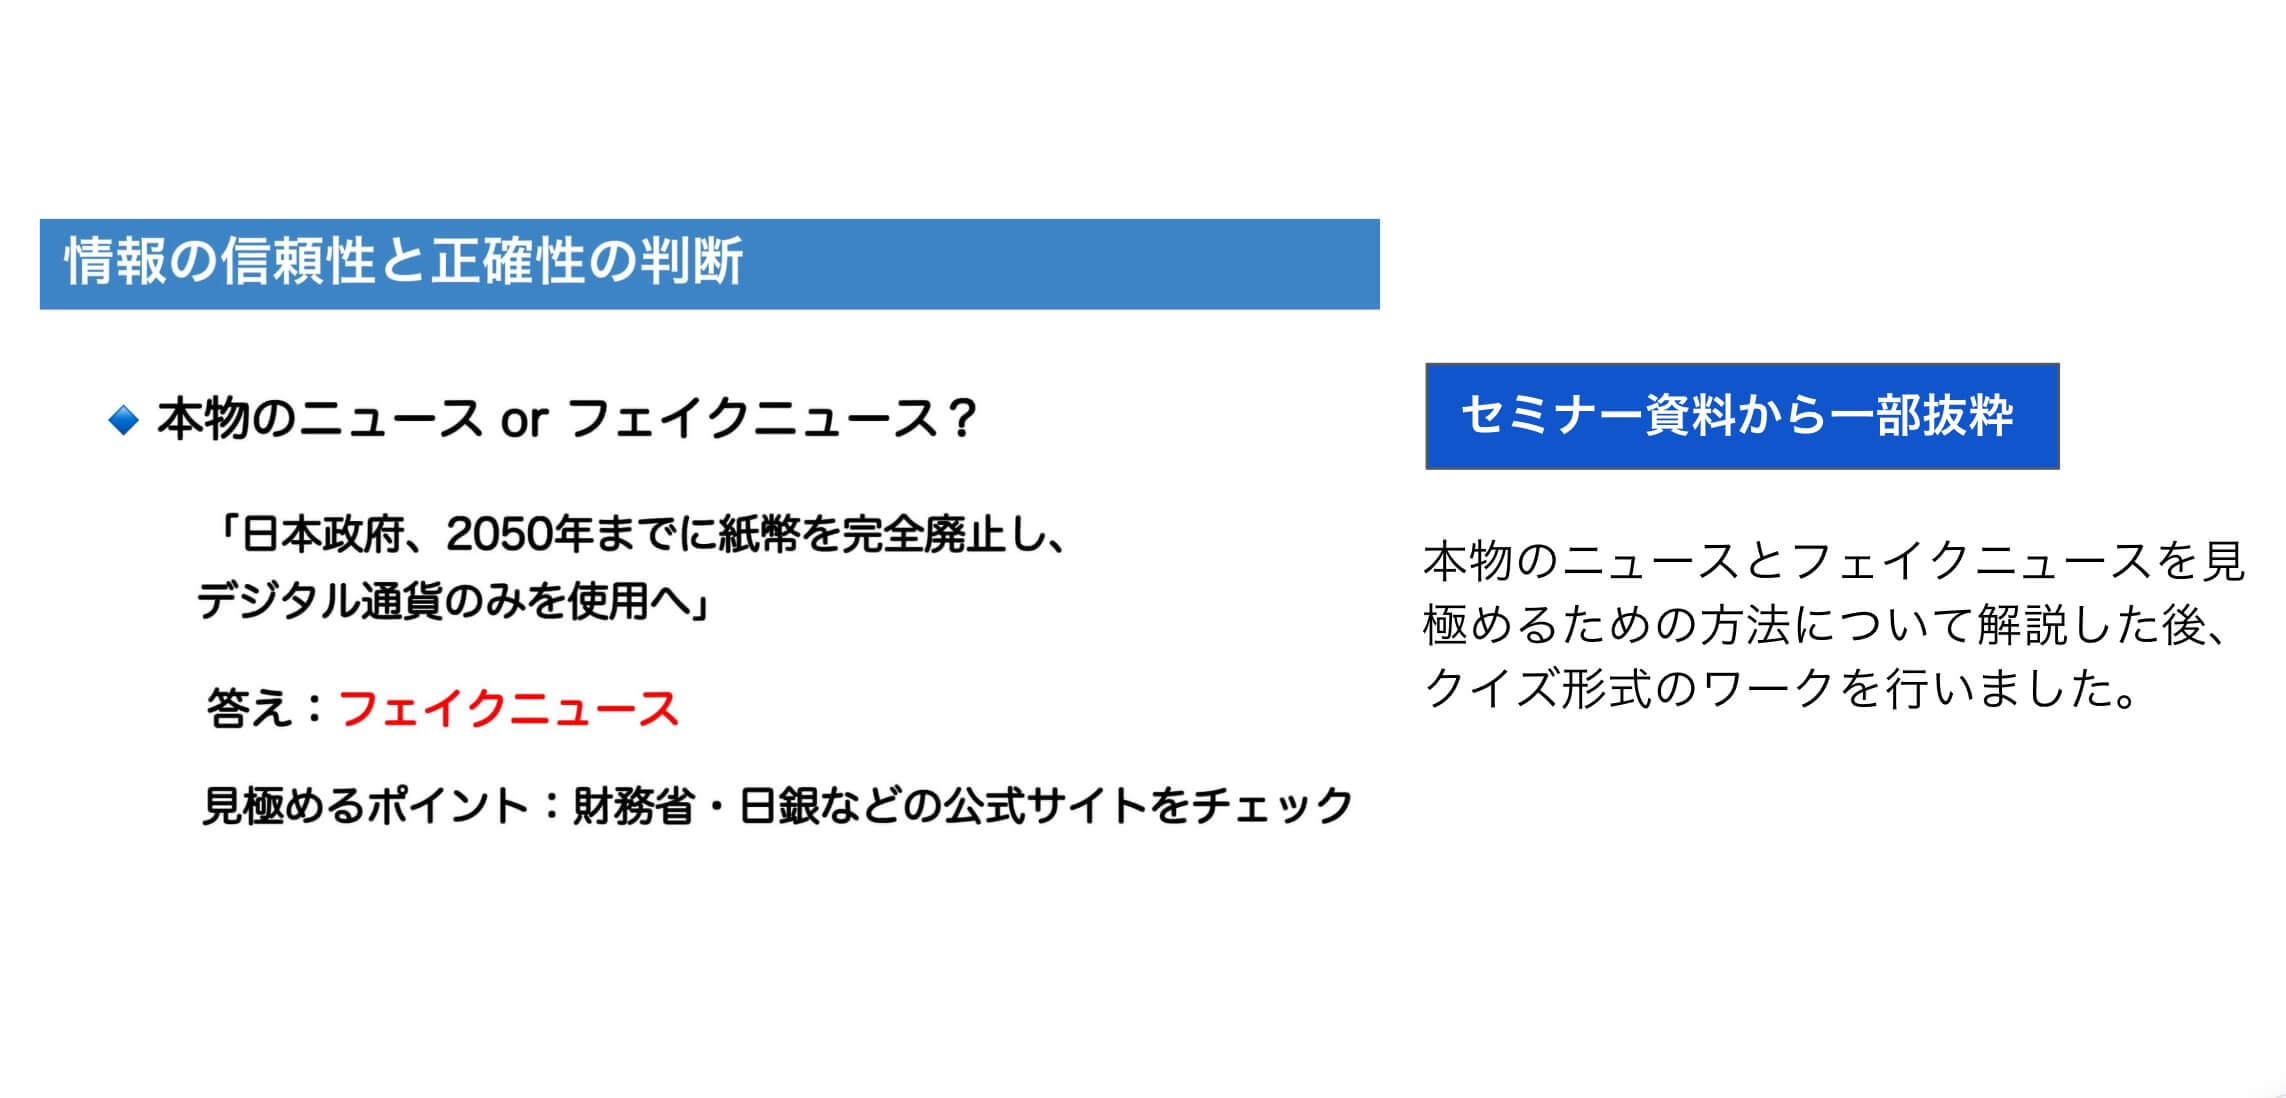 情報の信頼性と正確性の判断
本物のニュース or フェイクニュース？
「日本政府、2050年までに紙幣を完全廃止し、
デジタル通貨のみを使用へ」
答え：フェイクニュース
見極めるポイント：財務省・日銀などの公式サイトをチェック
セミナー資料から一部抜粋
本物のニュースとフェイクニュースを見
極めるための方法について解説した後、
クイズ形式のワークを行いました。